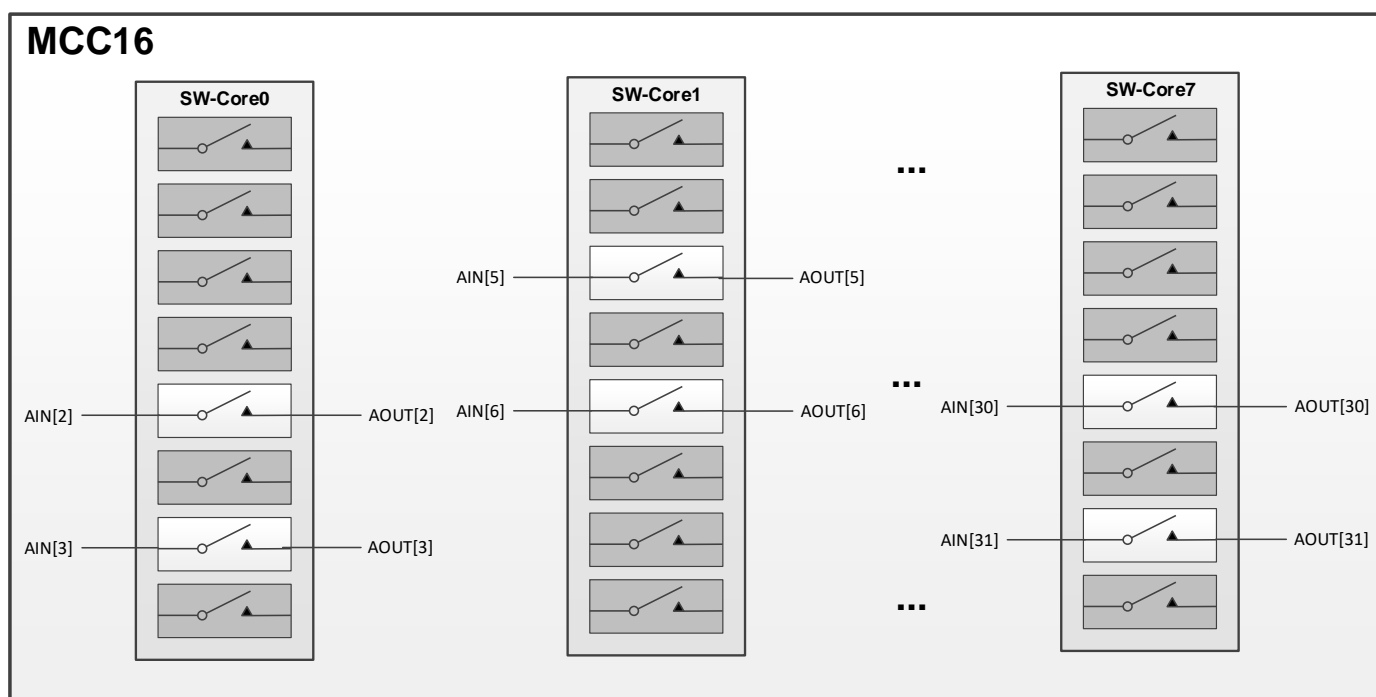 MCC16
SW-Core0
AIN[2]
AOUT[2]
AIN[3]
AOUT[3]
SW-Core1
AIN[5]
AOUT[5]
AIN[6]
AOUT[6]
...
...
...
SW-Core7
AIN[30]
AOUT[30]
AIN[31]
AOUT[31]